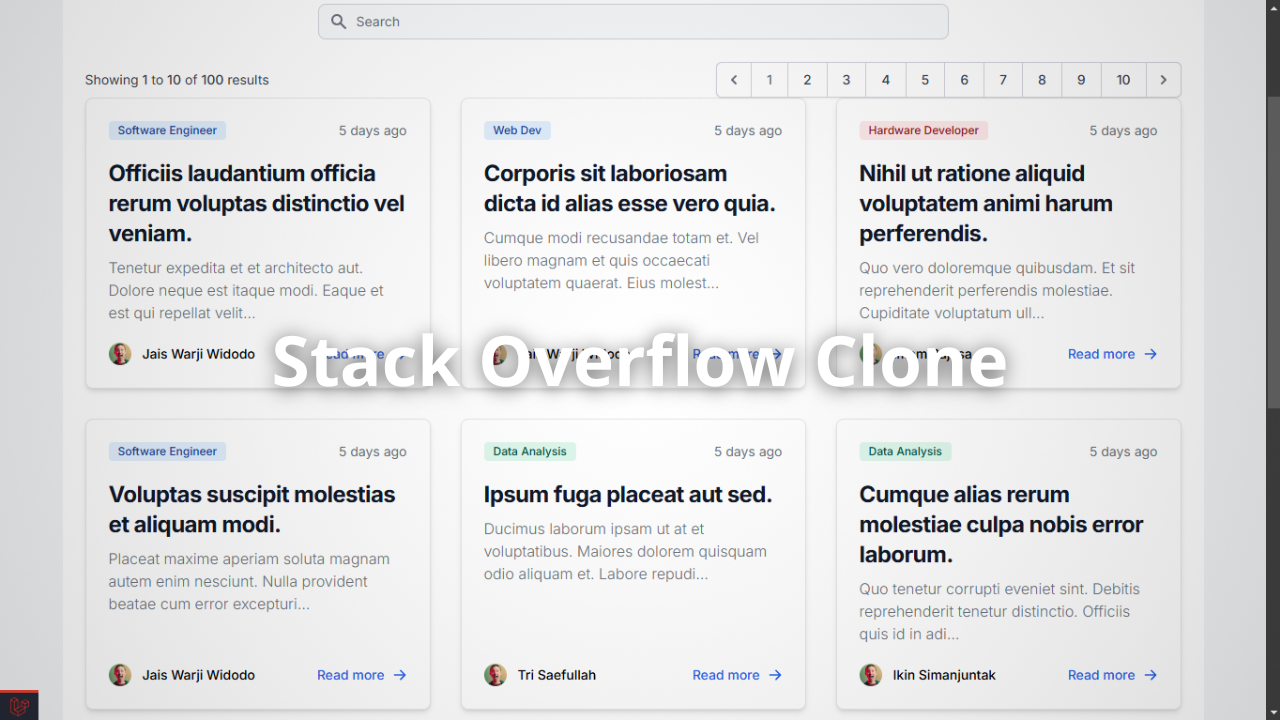 Search
Showing 1 to 10 of 100 results
1 2 3 4 5 6 7 8 9 10
Software Engineer
5 days ago
Officiis laudantium officia
rerum voluptas distinctio vel
veniam.
Tenetur expedita et et architecto aut.
Dolore neque est itaque modi. Eaque et
est qui repellat velit...
Jais Warji Widodo
Read more
Web Dev
5 days ago
Corporis sit laboriosam
dicta id alias esse vero quia.
Cumque modi recusandae totam et. Vel
libero magnam et quis occaecati
voluptatem quaerat. Eius molest...
Jais Warji Widodo
Read more
Hardware Developer
5 days ago
Nihil ut ratione aliquid
voluptatem animi harum
perferendis.
Quo vero doloremque quibusdam. Et sit
reprehenderit perferendis molestiae.
Cupiditate voluptatum ull...
Read more
Stack Overflow Clone
Software Engineer
5 days ago
Voluptas suscipit molestias
et aliquam modi.
Placeat maxime aperiam soluta magnam
autem enim nesciunt. Nulla provident
beatae cum error excepturi...
Jais Warji Widodo
Read more
Data Analysis
5 days ago
Ipsum fuga placeat aut sed.
Ducimus laborum ipsam ut at et
voluptatibus. Maiores dolorem quisquam
odio aliquam et. Labore repudi...
Tri Saefullah
Read more
Data Analysis
5 days ago
Cumque alias rerum
molestiae culpa nobis error
laborum.
Quo tenetur corrupti eveniet sint. Debitis
reprehenderit tenetur distinctio. Officiis
quis id in adi...
Ikin Simanjuntak
Read more